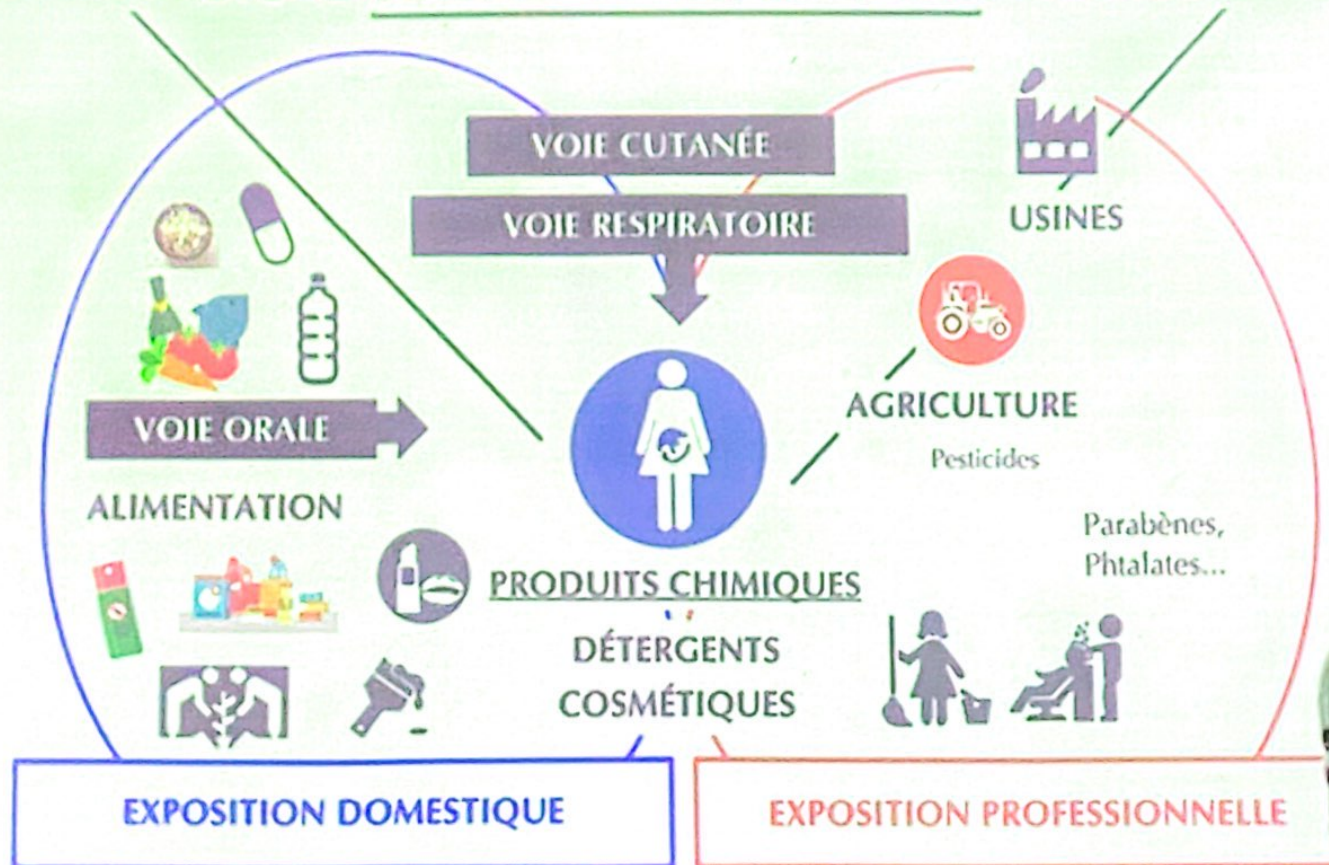 VOIE CUTANÉE
VOIE RESPIRATOIRE
USINES
VOIE ORALE
AGRICULTURE
Pesticides
ALIMENTATION
Parabènes,
Phtalates...
PRODUITS CHIMIQUES
DÉTERGENTS
COSMÉTIQUES
EXPOSITION DOMESTIQUE
EXPOSITION PROFESSIONNELLE